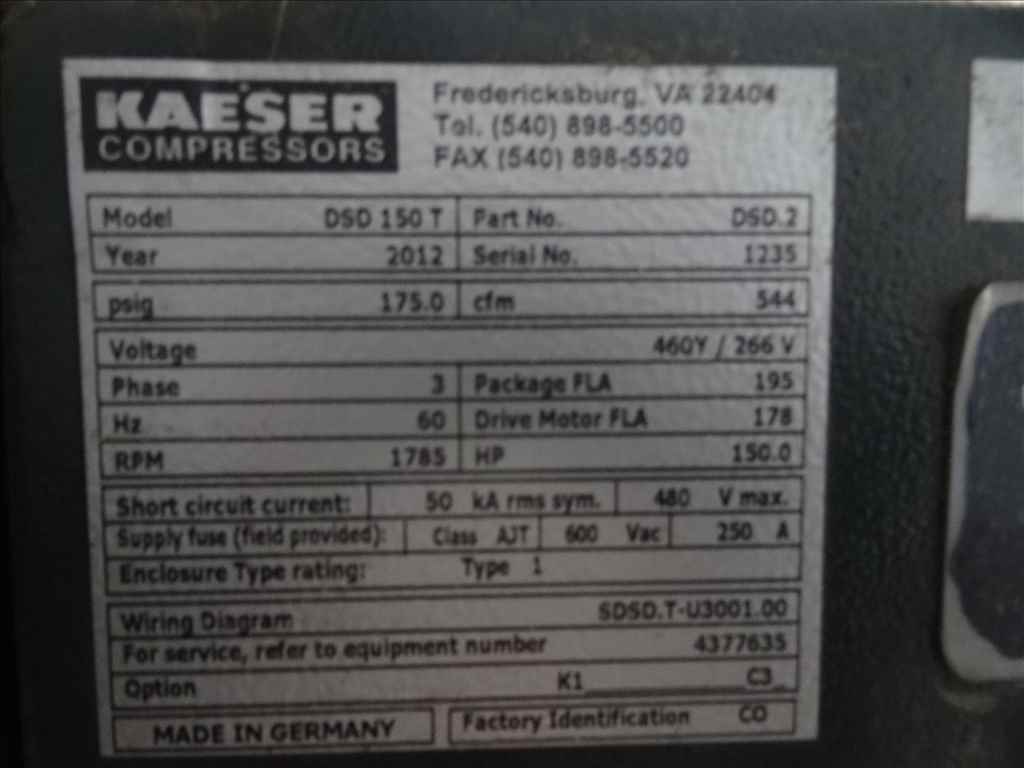 KAESER
COMPRESSORS
Fredericksburg, VA 22404
Tel. (540) 898-5500
FAX (540) 898-5520
Model DSD 150 T Part No. DSD.2
Year 2012 Serial No. 1235
psig 175.0 cfm 544
Voltage 460Y / 266 V
Phase 3 Package FLA 195
Hz 60 Drive Motor FLA 178
RPM 1785 HP 150.0
Short circuit current: 50 kA rms sym. 480 V max.
Supply fuse (field provided): Class AJT 600 Vac 250 A
Enclosure Type rating: Type 1
Wiring Diagram SDSD.T-U3001.00
For service, refer to equipment number 4377635
Option K1__________C3_
MADE IN GERMANY Factory Identification CO